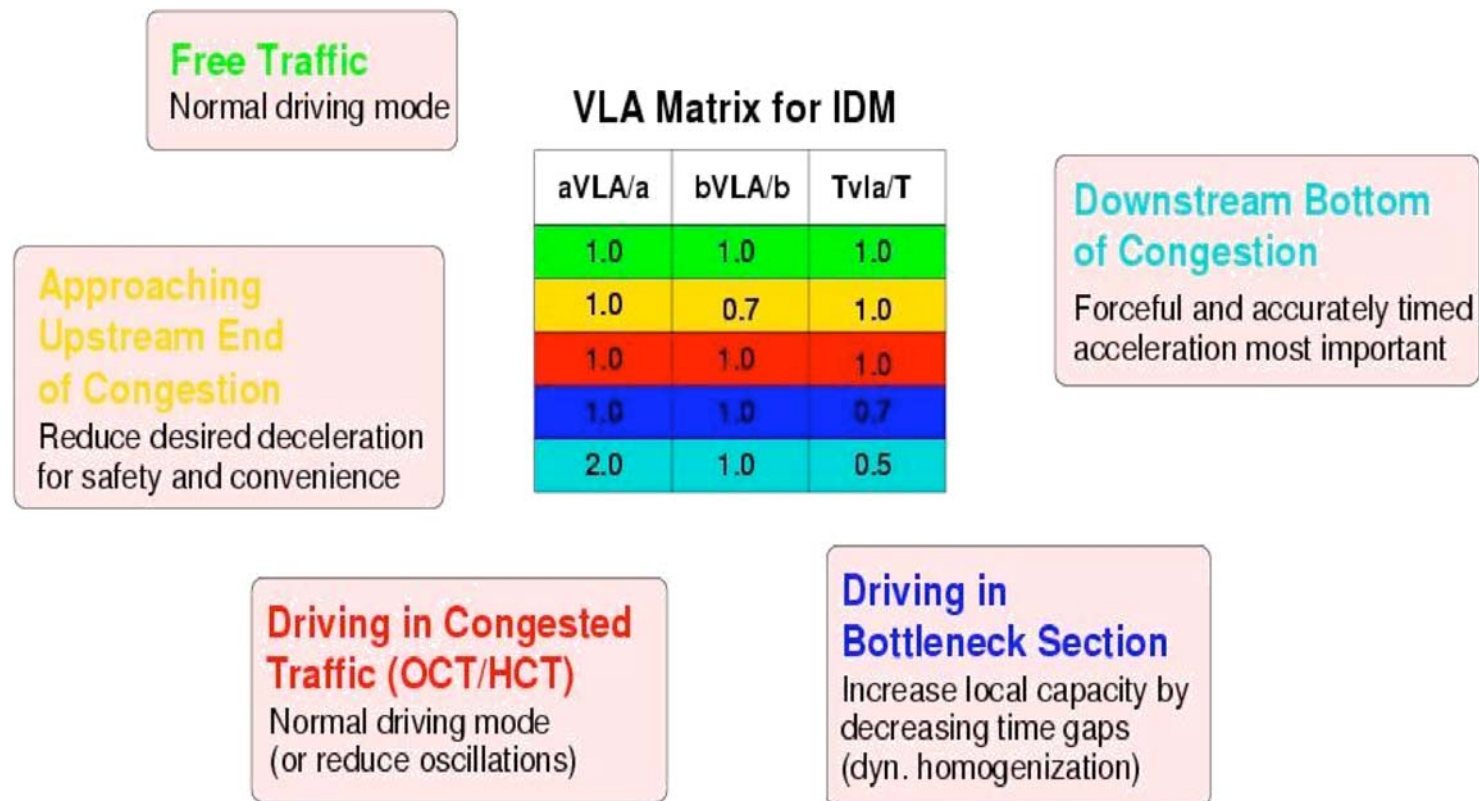 Free Traffic
Normal driving mode
VLA Matrix for IDM
aVLA/a bVLA/b Tvla/T
1.0 1.0 1.0
1.0 0.7 1.0
1.0 1.0 1.0
1.0 1.0 0.7
2.0 1.0 0.5
Approaching
Upstream End
of Congestion
Reduce desired deceleration
for safety and convenience
Downstream Bottom
of Congestion
Forceful and accurately timed
acceleration most important
Driving in Congested
Traffic (OCT/HCT)
Normal driving mode
(or reduce oscillations)
Driving in
Bottleneck Section
Increase local capacity by
decreasing time gaps
(dyn. homogenization)